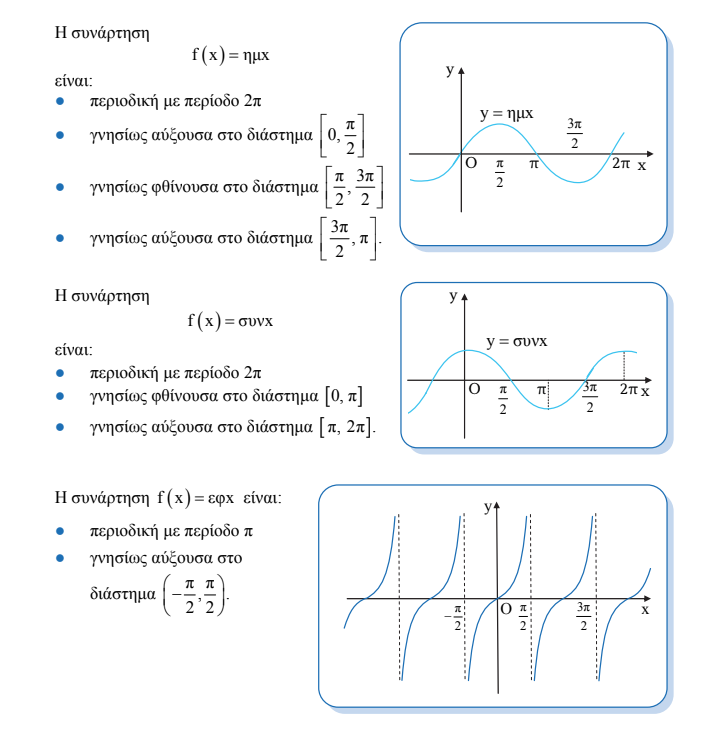 Η συνάρτηση
f(x) = ημx
είναι:
● περιοδική με περίοδο 2π
● γνησίως αύξουσα στο διάστημα [0, π/2]
● γνησίως φθίνουσα στο διάστημα [π/2, 3π/2]
● γνησίως αύξουσα στο διάστημα [3π/2, π].
y
y = ημx
O π/2 π 3π/2 2π x
Η συνάρτηση
f(x) = συνx
είναι:
● περιοδική με περίοδο 2π
● γνησίως φθίνουσα στο διάστημα [0, π]
● γνησίως αύξουσα στο διάστημα [π, 2π].
y
y = συνx
O π/2 π 3π/2 2π x
Η συνάρτηση f(x) = εφx είναι:
● περιοδική με περίοδο π
● γνησίως αύξουσα στο
διάστημα (−π/2, π/2).
y
−π/2 O π/2 3π/2 x